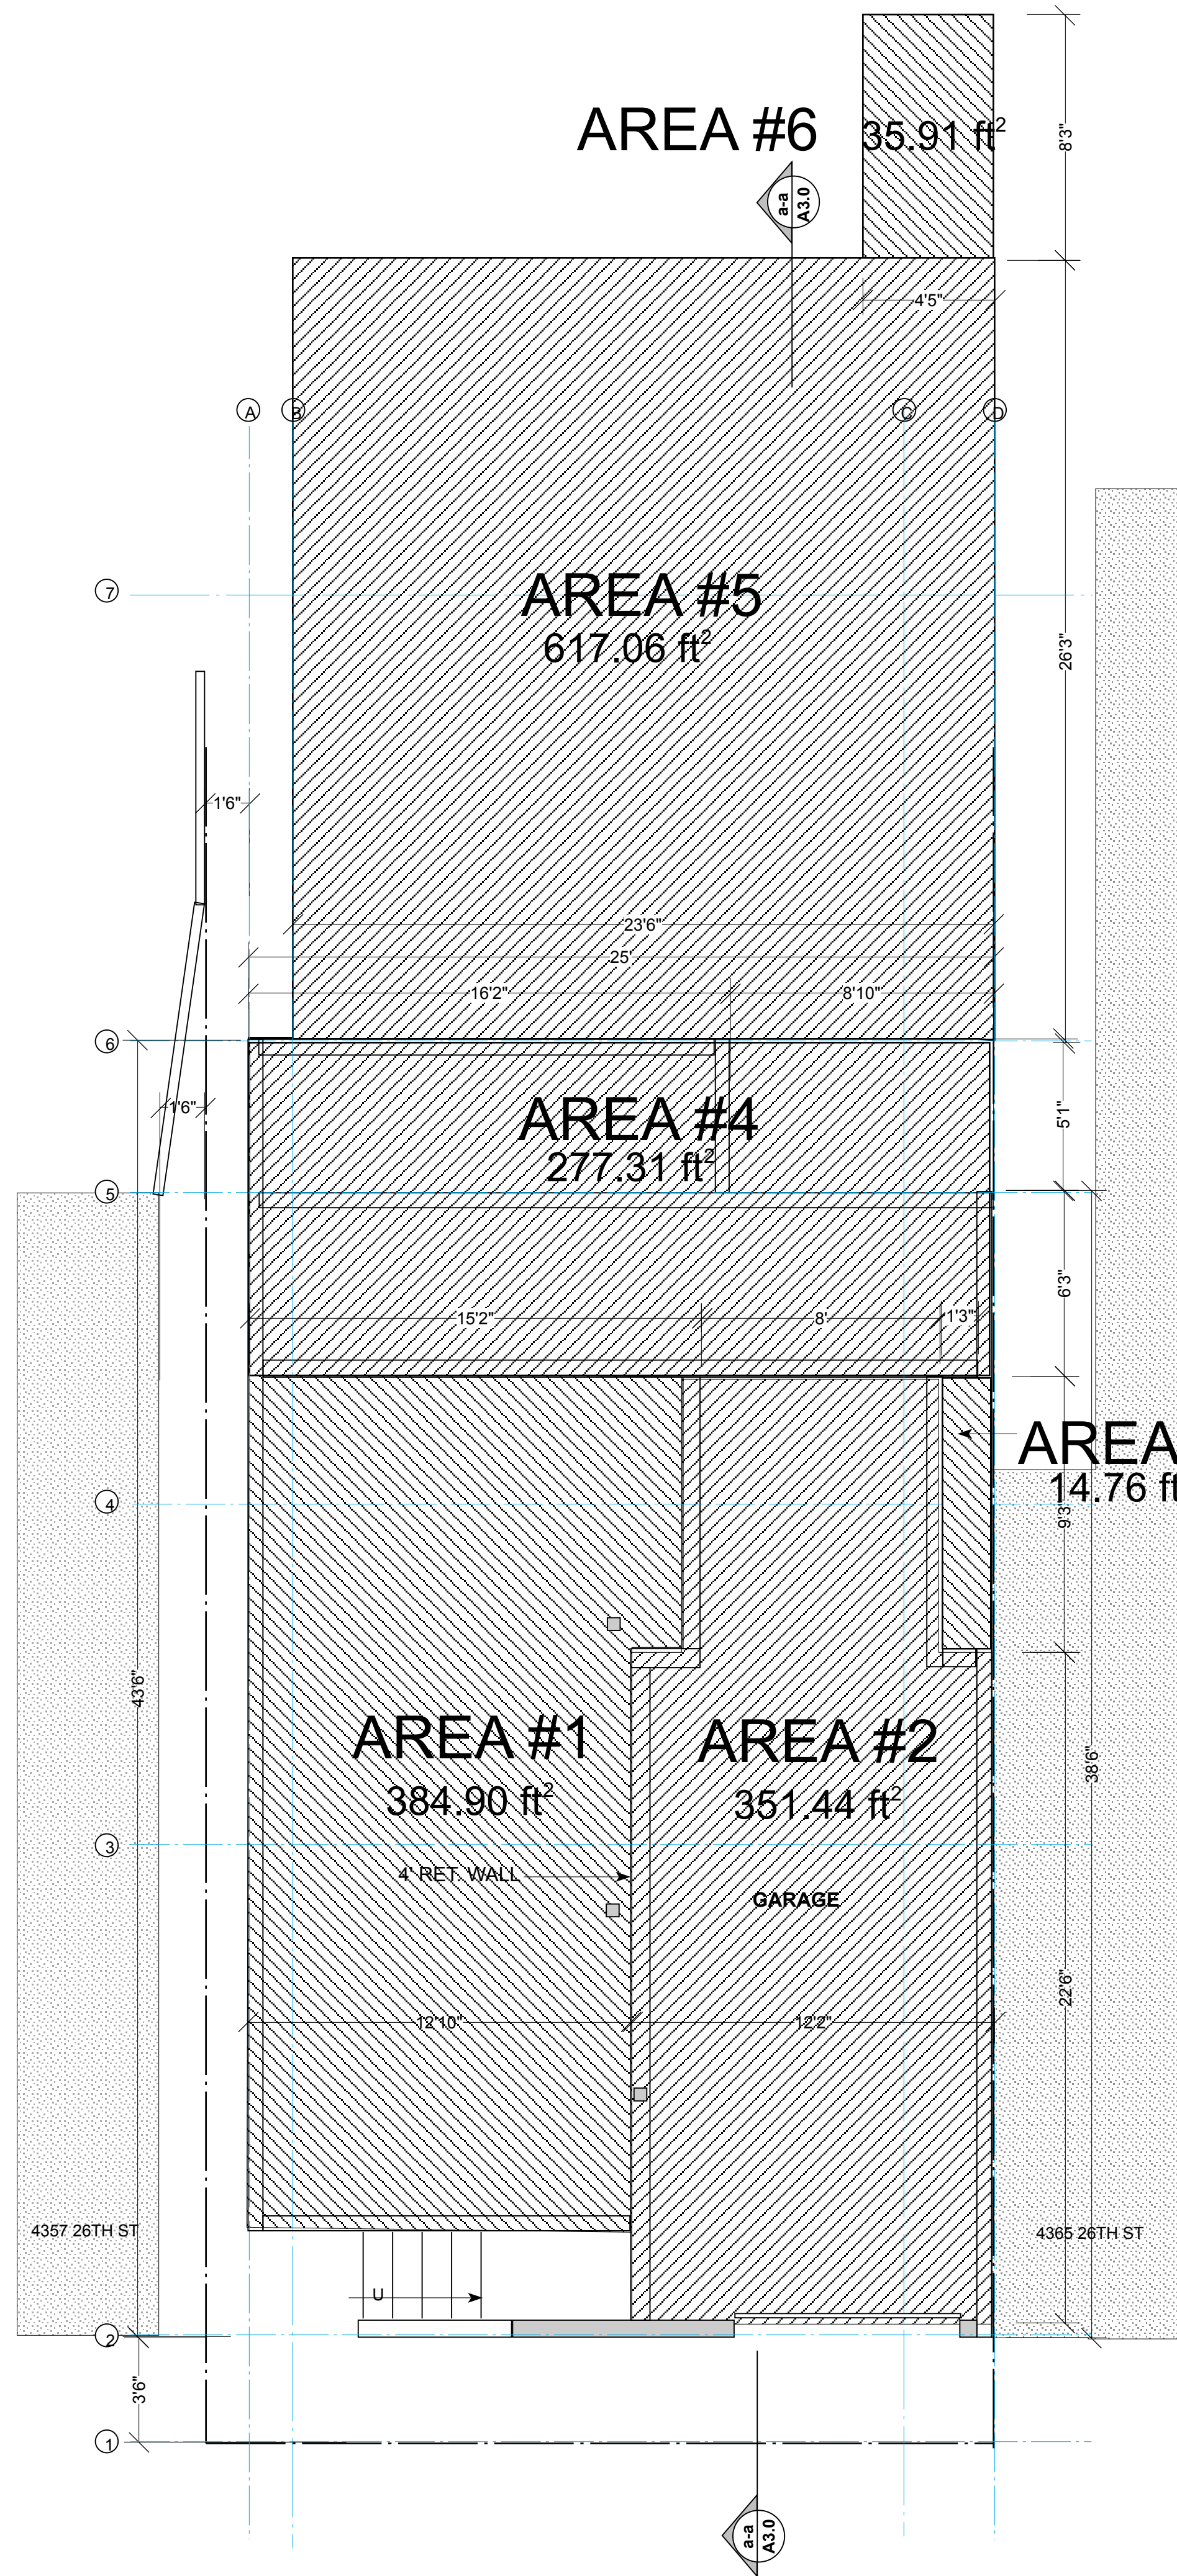 8'3"
AREA #6
35.91 ft²
a-a
A3.0
4'5"
A
B
C
D
7
AREA #5
617.06 ft²
26'3"
1'6"
23'6"
25'
16'2"
8'10"
6
AREA #4
277.31 ft²
1'6"
5'1"
5
6'3"
15'2"
8'
1'3"
AREA
14.76 ft
4
9'3"
43'6"
AREA #1
384.90 ft²
AREA #2
351.44 ft²
38'6"
3
4' RET. WALL
GARAGE
22'6"
12'10"
12'2"
4357 26TH ST
4365 26TH ST
U
2
3'6"
1
a-a
A3.0